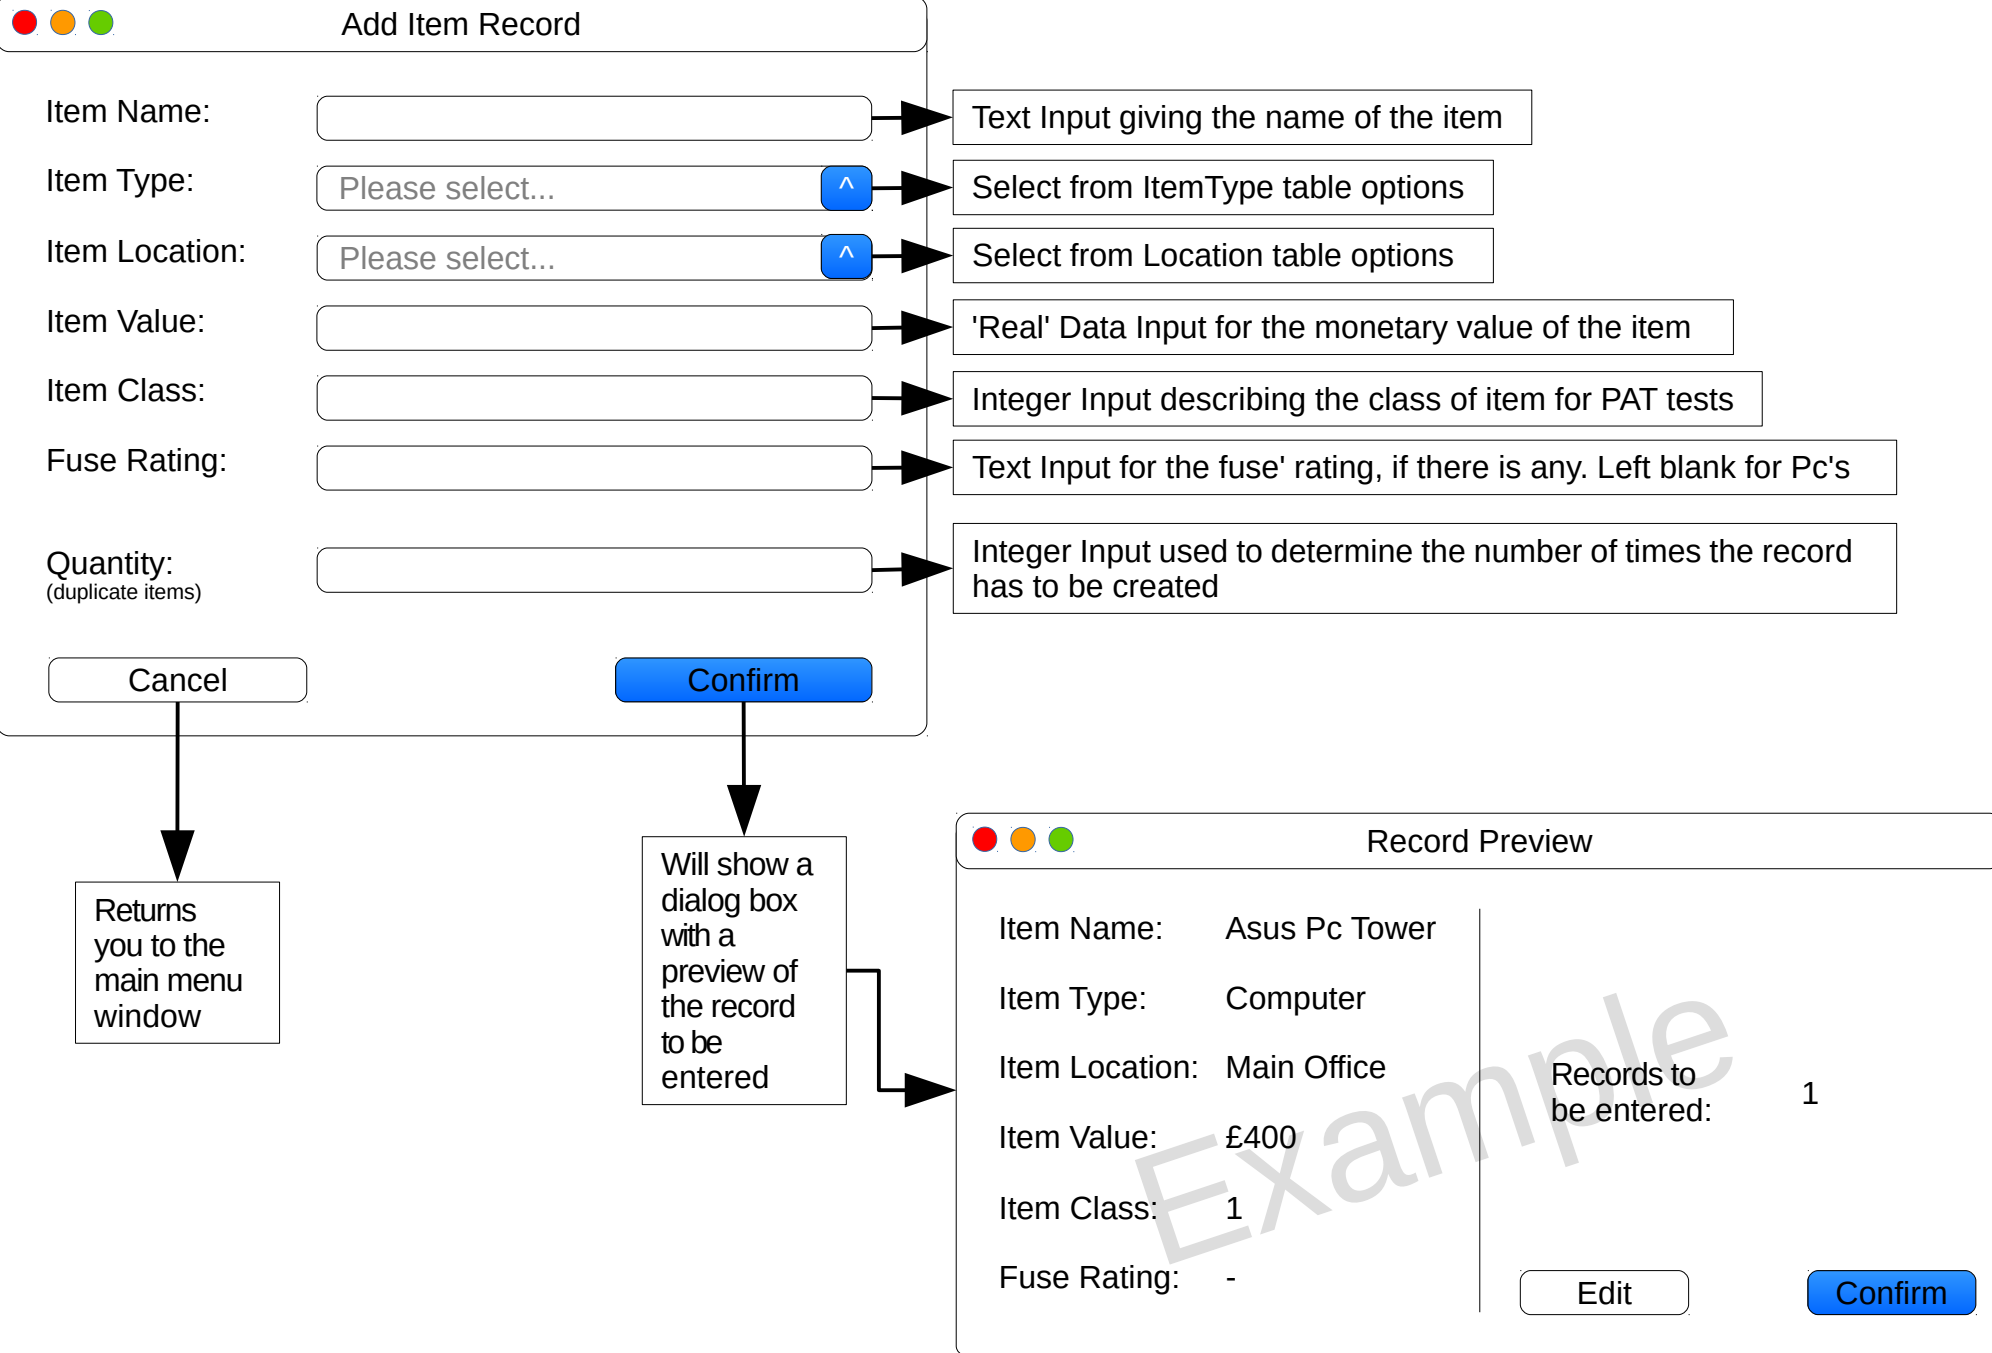 Add Item Record
Item Name:
Text Input giving the name of the item
Item Type:
Please select...
^
Select from ItemType table options
Item Location:
Please select...
^
Select from Location table options
Item Value:
'Real' Data Input for the monetary value of the item
Item Class:
Integer Input describing the class of item for PAT tests
Fuse Rating:
Text Input for the fuse' rating, if there is any. Left blank for Pc's
Quantity:
(duplicate items)
Integer Input used to determine the number of times the record
has to be created
Cancel
Confirm
Returns
you to the
main menu
window
Will show a
dialog box
with a
preview of
the record
to be
entered
Record Preview
Item Name: Asus Pc Tower
Item Type: Computer
Item Location: Main Office
Item Value: £400
Item Class: 1
Fuse Rating: -
Records to
be entered:
1
Example
Edit
Confirm